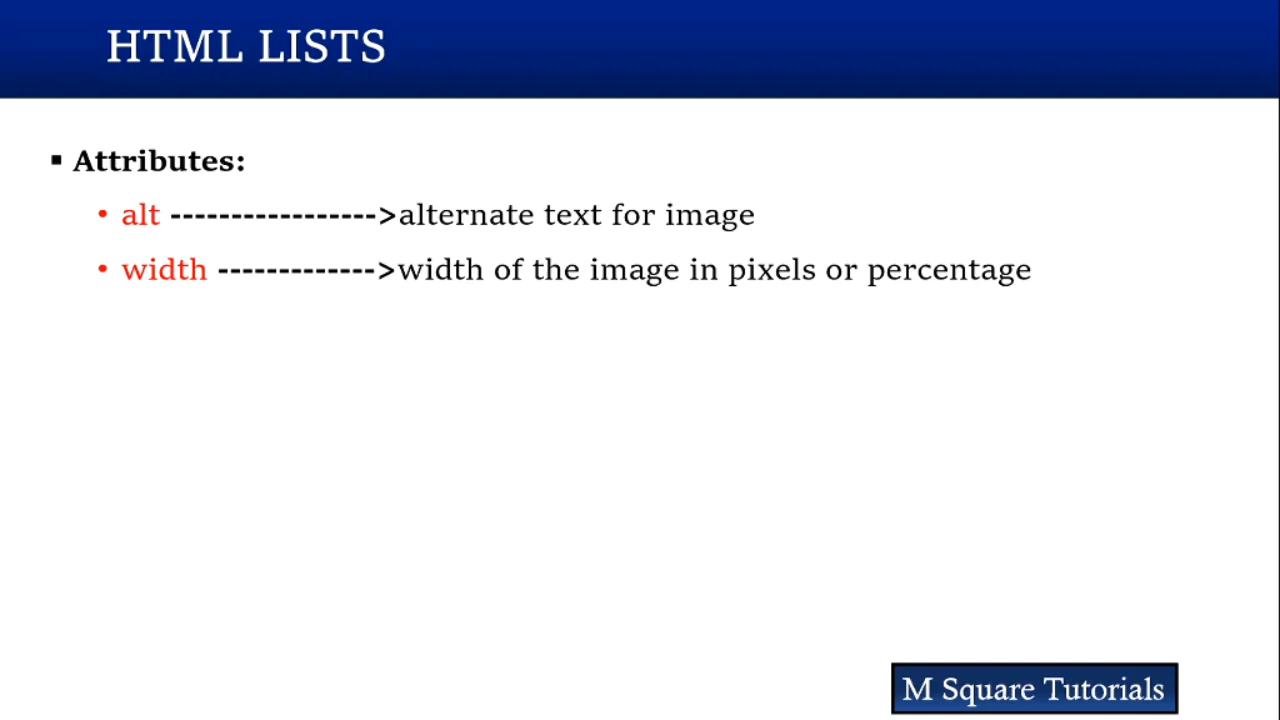 HTML LISTS
▪ Attributes:
• alt ----------------->alternate text for image
• width ------------->width of the image in pixels or percentage
M Square Tutorials